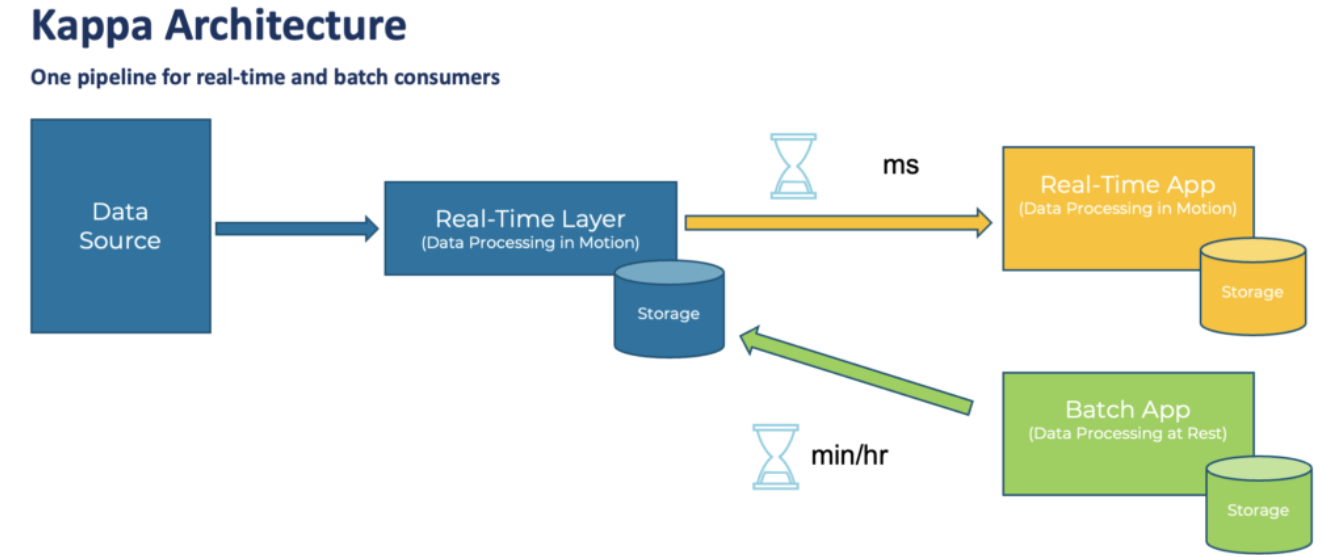 Kappa Architecture
One pipeline for real-time and batch consumers
Data
Source
Real-Time Layer
(Data Processing in Motion)
Storage
ms
Real-Time App
(Data Processing in Motion)
Storage
min/hr
Batch App
(Data Processing at Rest)
Storage